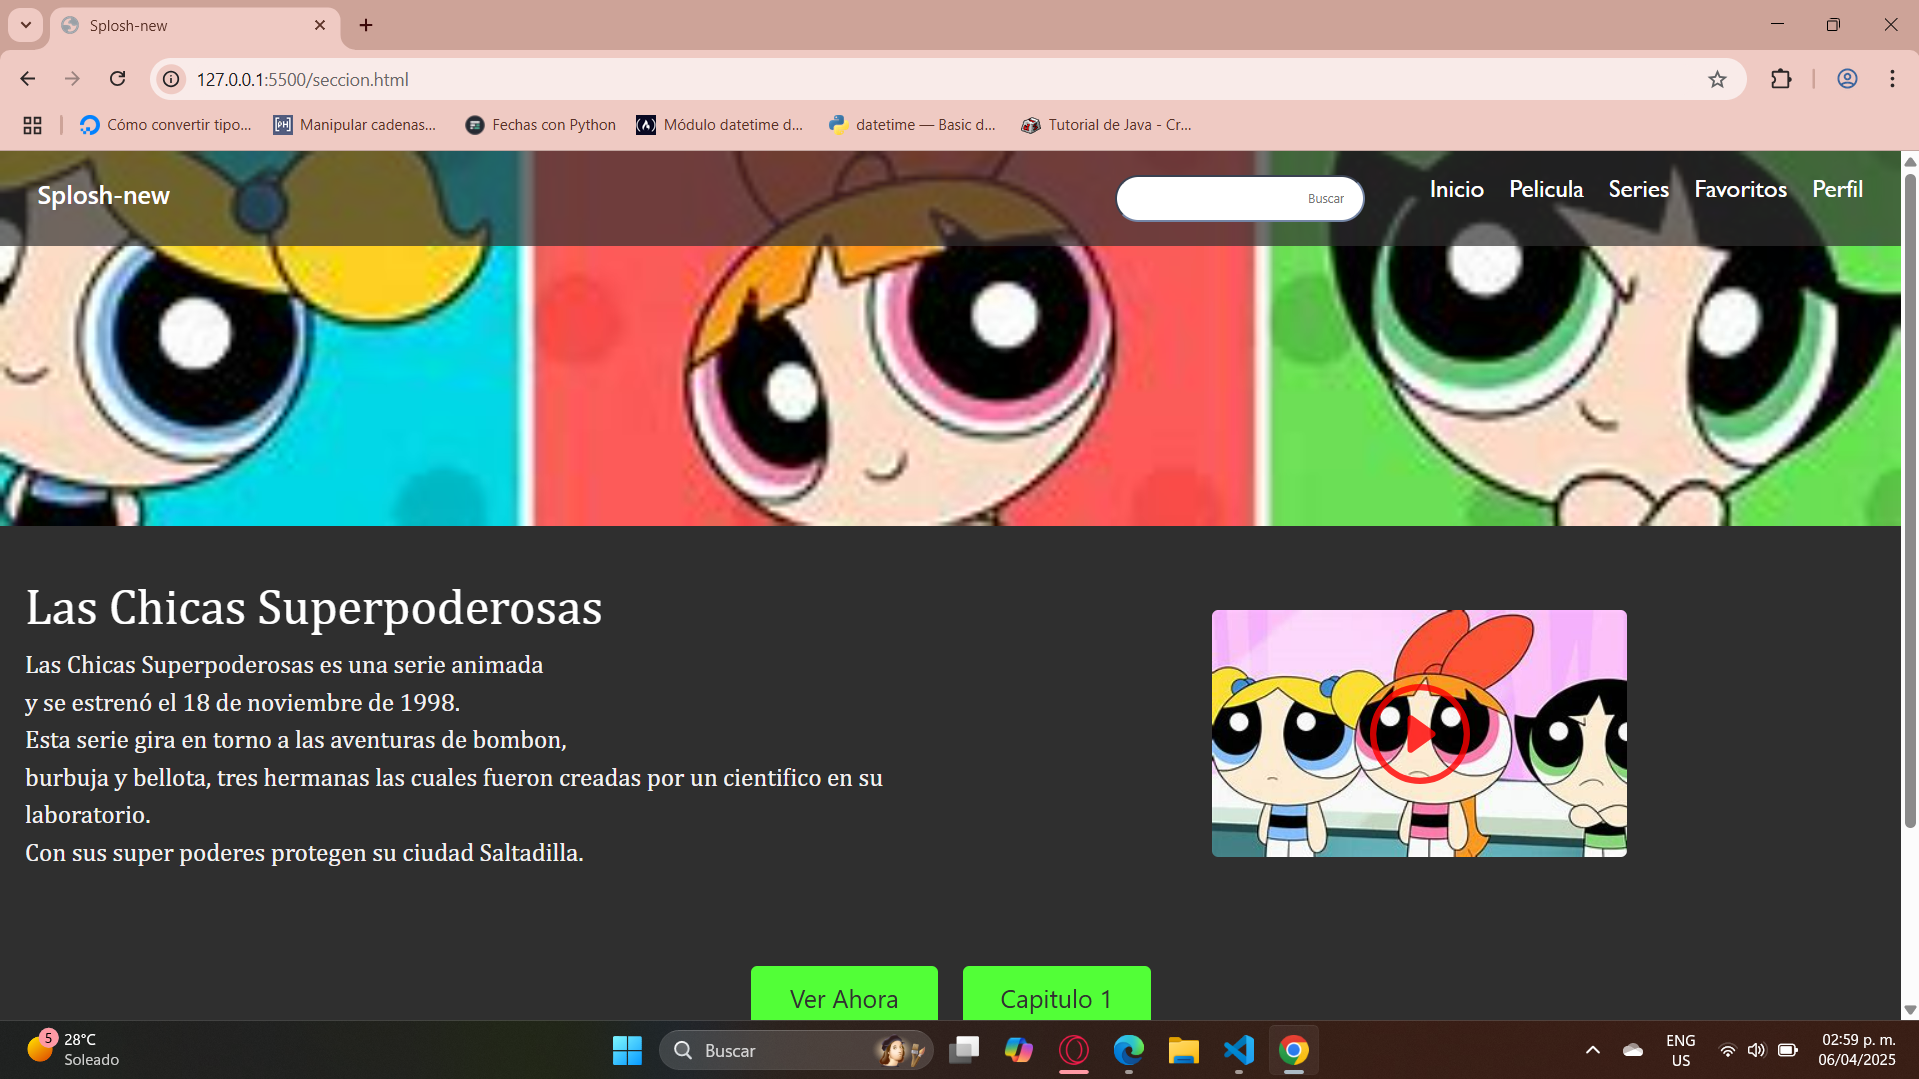 Splosh-new
127.0.0.1:5500/seccion.html
Cómo convertir tipo...
Manipular cadenas...
Fechas con Python
Módulo datetime d...
datetime — Basic d...
Tutorial de Java - Cr...
Splosh-new
Buscar
Inicio Pelicula Series Favoritos Perfil
Las Chicas Superpoderosas
Las Chicas Superpoderosas es una serie animada
y se estrenó el 18 de noviembre de 1998.
Esta serie gira en torno a las aventuras de bombon,
burbuja y bellota, tres hermanas las cuales fueron creadas por un cientifico en su
laboratorio.
Con sus super poderes protegen su ciudad Saltadilla.
Ver Ahora
Capitulo 1
5
28°C
Soleado
Buscar
ENG
US
02:59 p. m.
06/04/2025